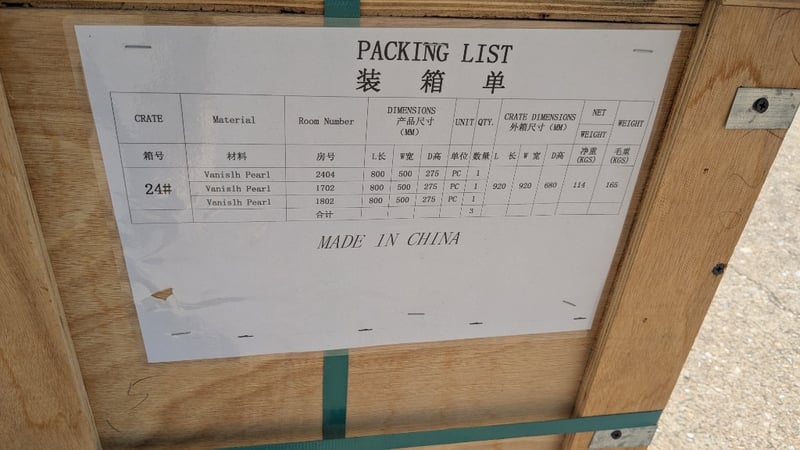 PACKING LIST
装 箱 单
CRATE Material Room Number DIMENSIONS 产品尺寸 (MM) UNIT QTY. CRATE DIMENSIONS 外箱尺寸 (MM) NET WEIGHT WEIGHT
箱号 材料 房号 L长 W宽 D高 单位 数量 L 长 W 宽 D高 净重 (KGS) 毛重 (KGS)
24# Vanislh Pearl 2404 800 500 275 PC 1 920 920 680 114 165
Vanislh Pearl 1702 800 500 275 PC 1
Vanislh Pearl 1802 800 500 275 PC 1
合计 3
MADE IN CHINA